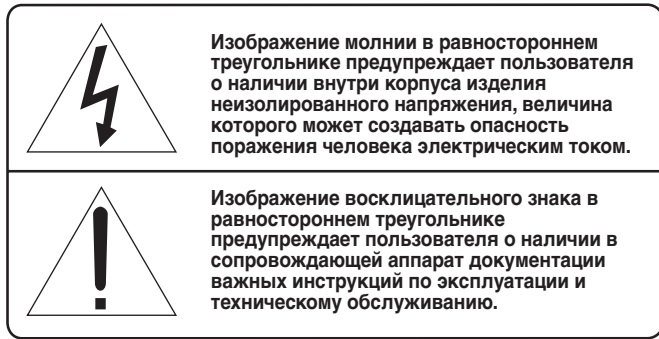 Изображение молнии в равностороннем
треугольнике предупреждает пользователя
о наличии внутри корпуса изделия
неизолированного напряжения, величина
которого может создавать опасность
поражения человека электрическим током.
Изображение восклицательного знака в
равностороннем треугольнике
предупреждает пользователя о наличии в
сопровождающей аппарат документации
важных инструкций по эксплуатации и
техническому обслуживанию.